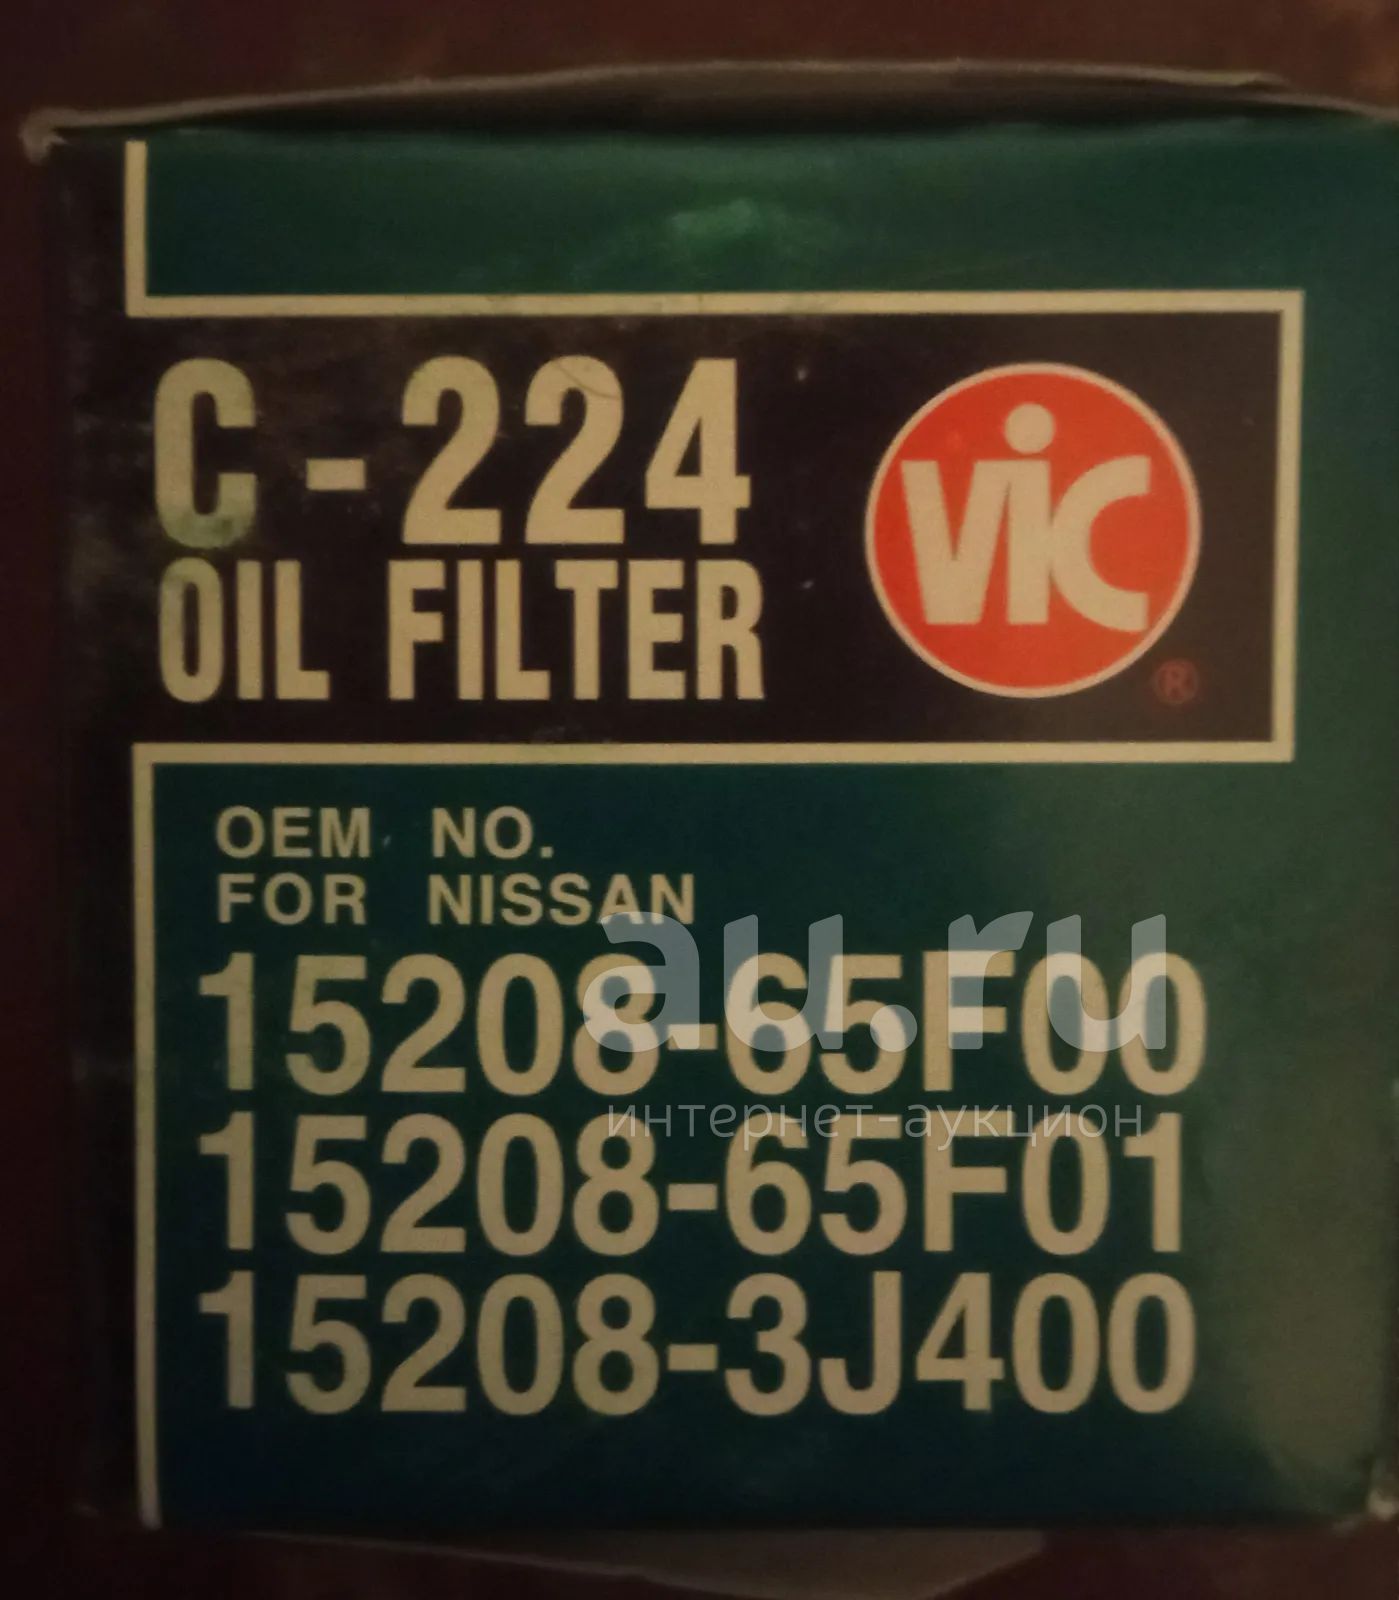 C-224
OIL FILTER
ViC
®
OEM NO.
FOR NISSAN
15208-65F00
15208-65F01
15208-3J400
au.ru
интернет-аукцион